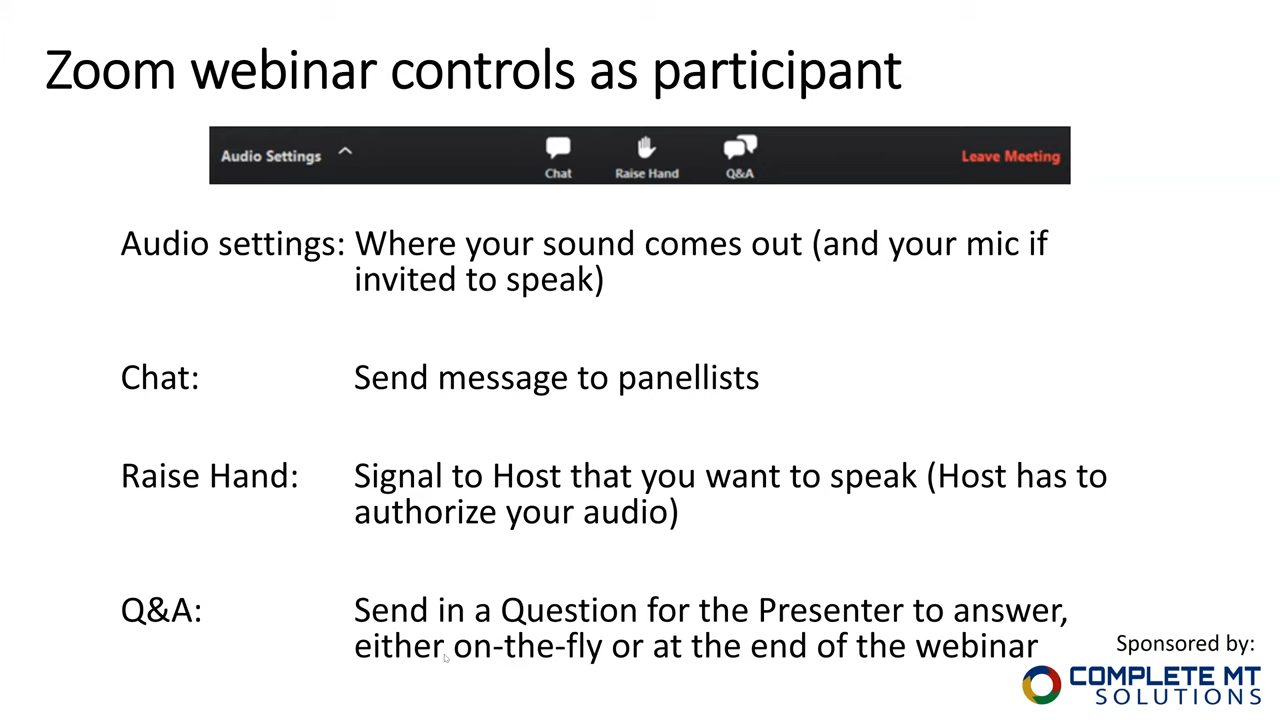 Zoom webinar controls as participant
Audio Settings
Chat
Raise Hand
Q&A
Leave Meeting
Audio settings: Where your sound comes out (and your mic if
invited to speak)
Chat: Send message to panellists
Raise Hand: Signal to Host that you want to speak (Host has to
authorize your audio)
Q&A: Send in a Question for the Presenter to answer,
either on-the-fly or at the end of the webinar
Sponsored by:
COMPLETE MT
SOLUTIONS